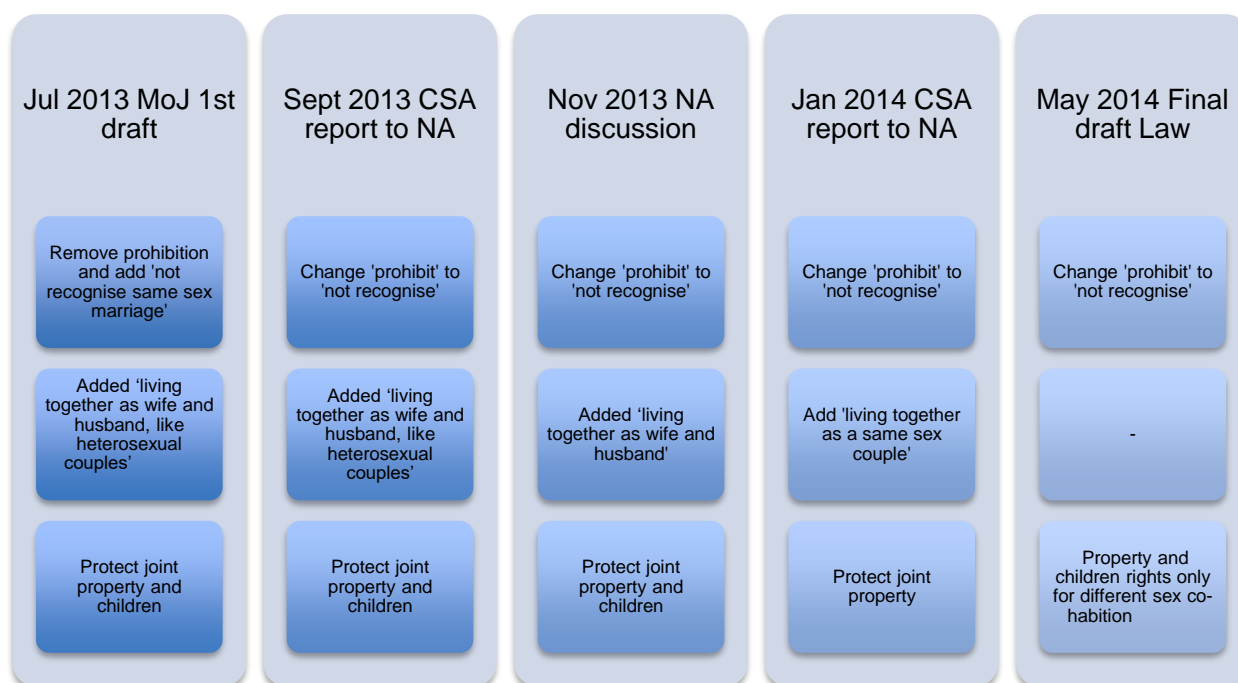 Jul 2013 MoJ 1st
draft
Remove prohibition
and add 'not
recognise same sex
marriage'
Added ‘living
together as wife and
husband, like
heterosexual
couples’
Protect joint
property and
children
Sept 2013 CSA
report to NA
Change 'prohibit' to
'not recognise'
Added ‘living
together as wife and
husband, like
heterosexual
couples’
Protect joint
property and
children
Nov 2013 NA
discussion
Change 'prohibit' to
'not recognise'
Added ‘living
together as wife and
husband'
Protect joint
property and
children
Jan 2014 CSA
report to NA
Change 'prohibit' to
'not recognise'
Add 'living together
as a same sex
couple'
Protect joint
property
May 2014 Final
draft Law
Change 'prohibit' to
'not recognise'
-
Property and
children rights only
for different sex co-
habition